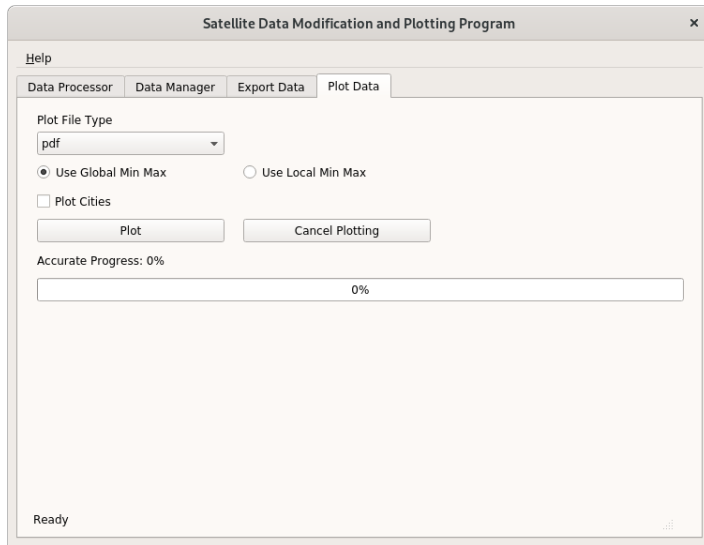 Satellite Data Modification and Plotting Program ×
Help
Data Processor Data Manager Export Data Plot Data
Plot File Type
pdf
Use Global Min Max Use Local Min Max
Plot Cities
Plot Cancel Plotting
Accurate Progress: 0%
0%
Ready